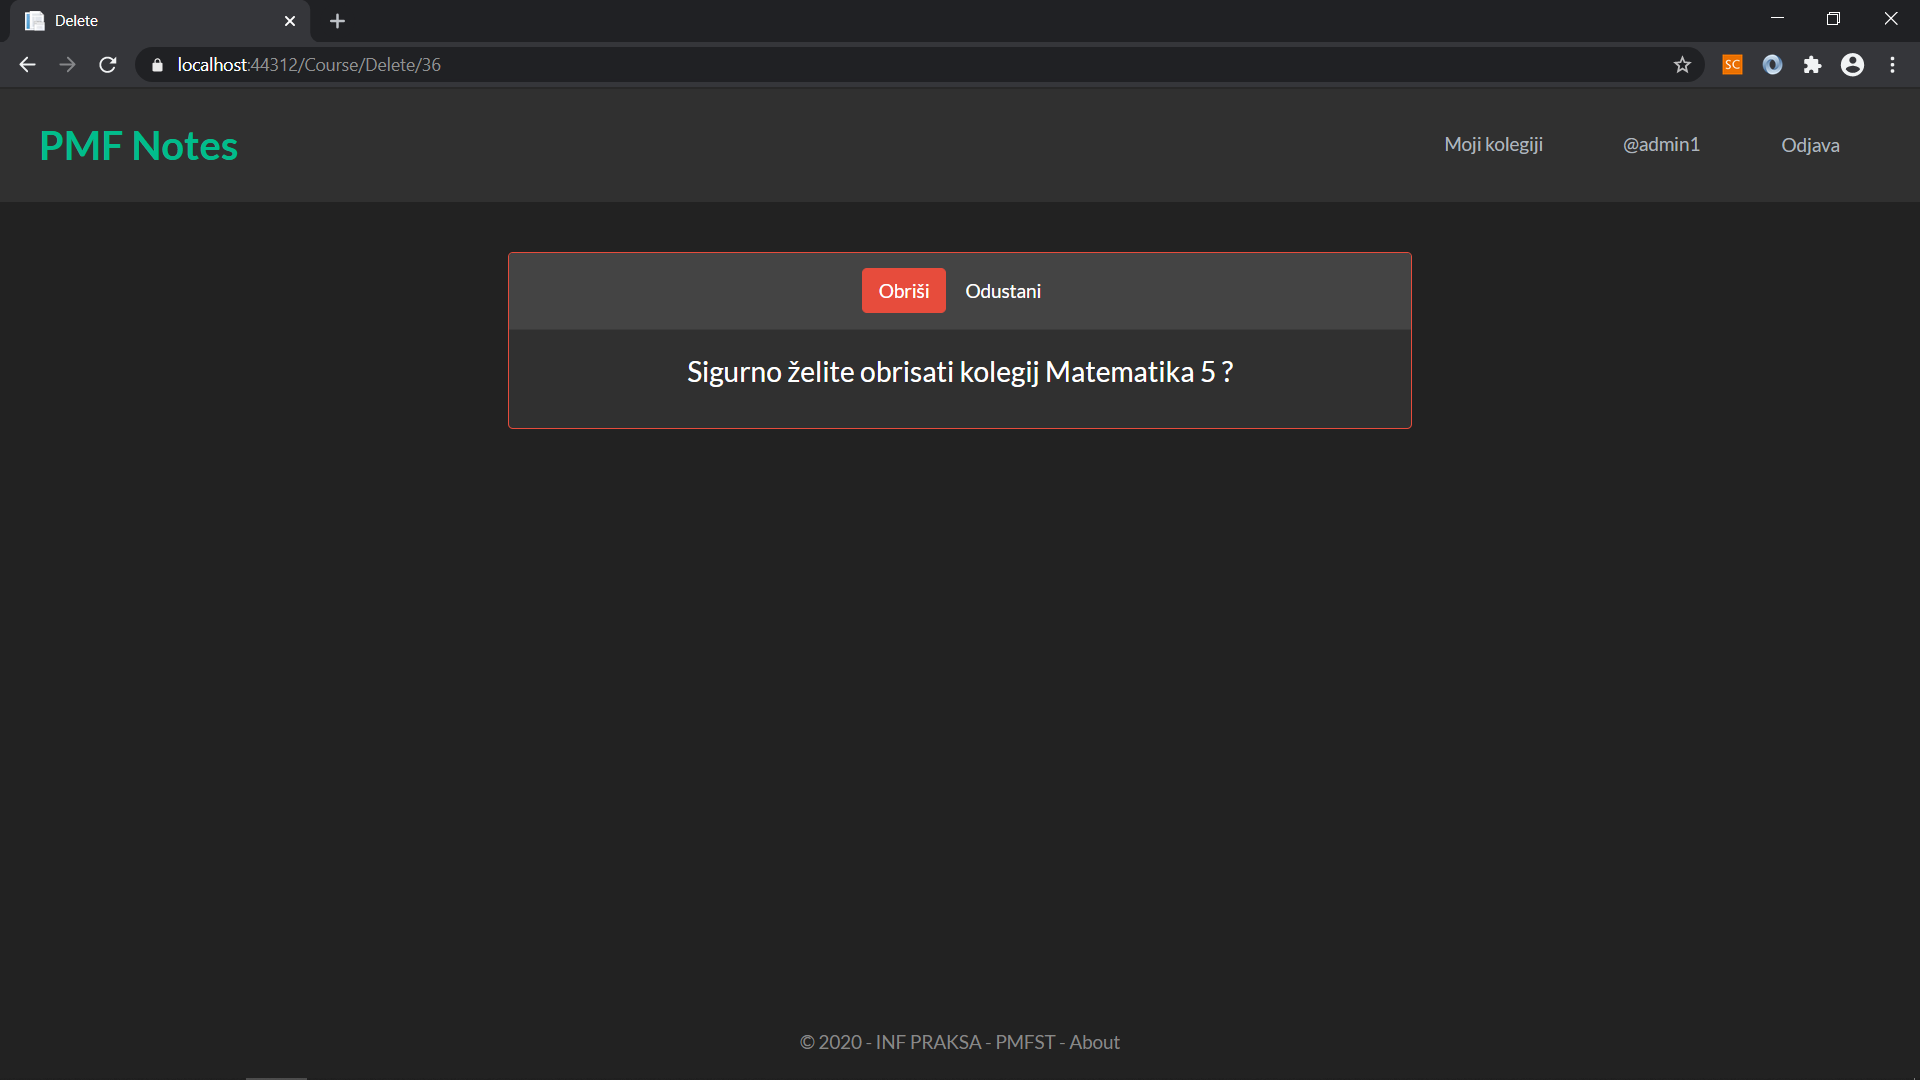 Delete
localhost:44312/Course/Delete/36
SC
PMF Notes
Moji kolegiji
@admin1
Odjava
Obriši
Odustani
Sigurno želite obrisati kolegij Matematika 5 ?
© 2020 - INF PRAKSA - PMFST - About